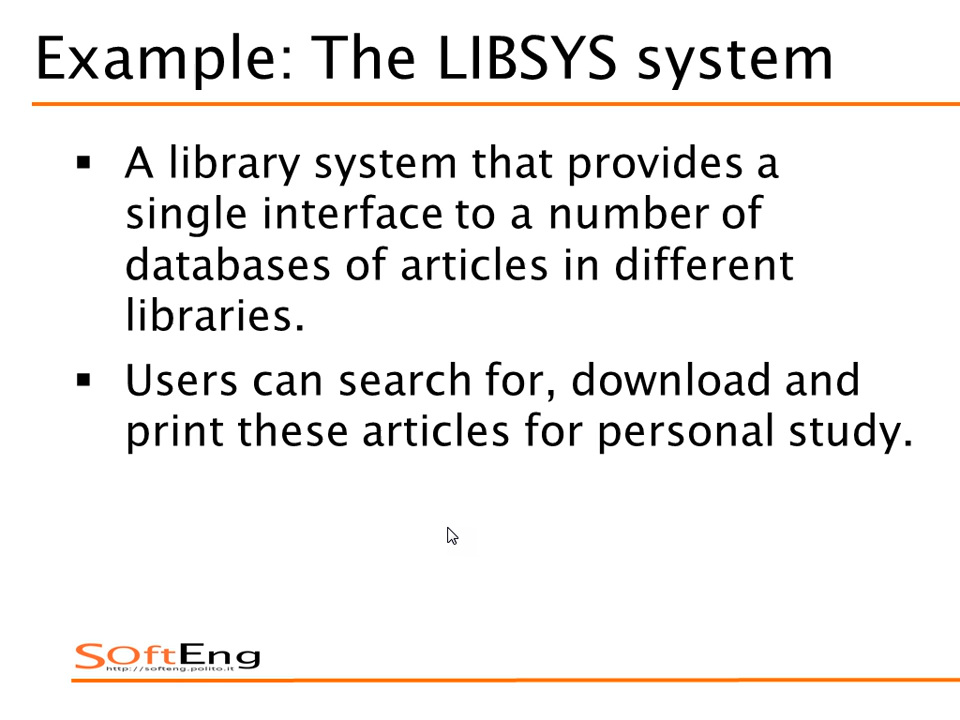 Example: The LIBSYS system
▪ A library system that provides a
single interface to a number of
databases of articles in different
libraries.
▪ Users can search for, download and
print these articles for personal study.
SOftEng
http://softeng.polito.it